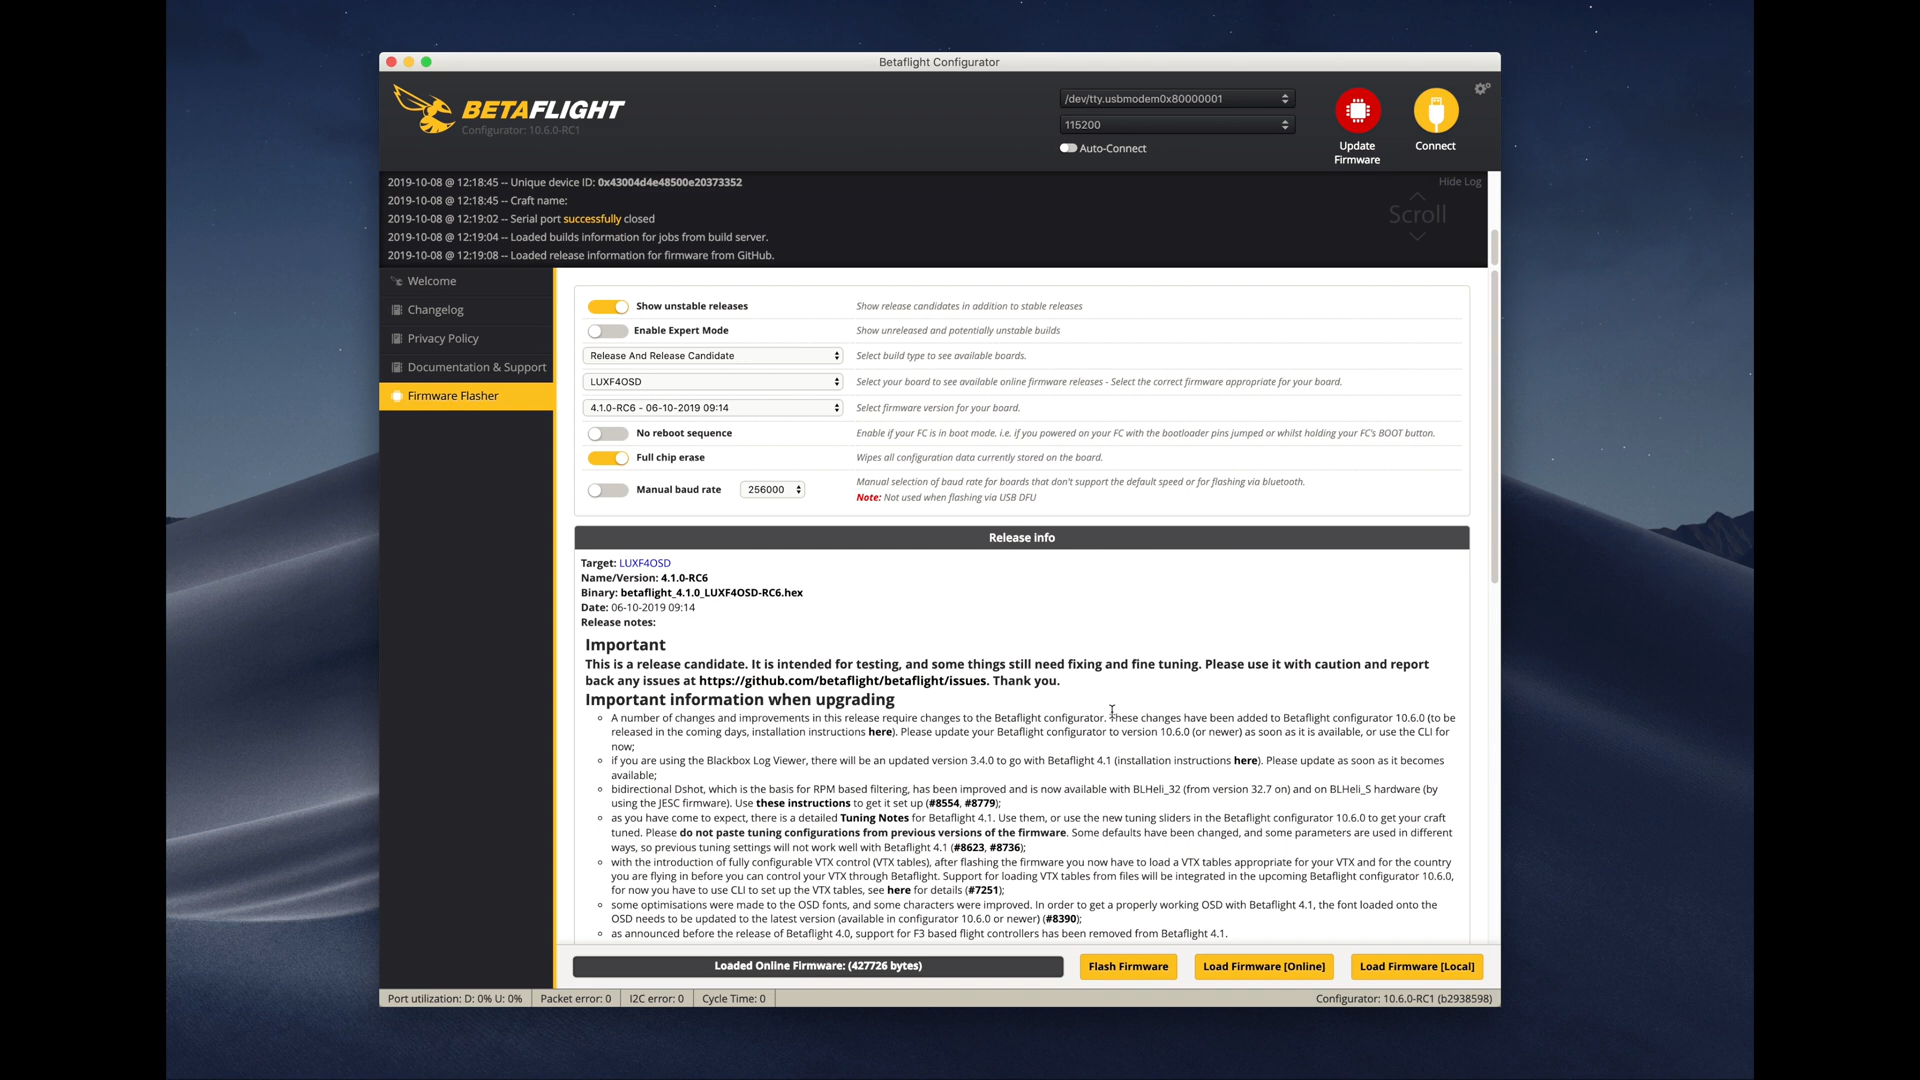 Betaflight Configurator
BETAFLIGHT
Configurator: 10.6.0-RC1
/dev/tty.usbmodem0x80000001
115200
Auto-Connect
Update
Firmware
Connect
2019-10-08 @ 12:18:45 -- Unique device ID: 0x43004d4e48500e20373352
2019-10-08 @ 12:18:45 -- Craft name:
2019-10-08 @ 12:19:02 -- Serial port successfully closed
2019-10-08 @ 12:19:04 -- Loaded builds information for jobs from build server.
2019-10-08 @ 12:19:08 -- Loaded release information for firmware from GitHub.
Hide Log
Scroll
Welcome
Changelog
Privacy Policy
Documentation & Support
Firmware Flasher
Show unstable releases Show release candidates in addition to stable releases
Enable Expert Mode Show unreleased and potentially unstable builds
Release And Release Candidate Select build type to see available boards.
LUXF4OSD Select your board to see available online firmware releases - Select the correct firmware appropriate for your board.
4.1.0-RC6 - 06-10-2019 09:14 Select firmware version for your board.
No reboot sequence Enable if your FC is in boot mode. i.e. if you powered on your FC with the bootloader pins jumped or whilst holding your FC's BOOT button.
Full chip erase Wipes all configuration data currently stored on the board.
Manual baud rate 256000 Manual selection of baud rate for boards that don't support the default speed or for flashing via bluetooth.
Note: Not used when flashing via USB DFU
Release info
Target: LUXF4OSD
Name/Version: 4.1.0-RC6
Binary: betaflight_4.1.0_LUXF4OSD-RC6.hex
Date: 06-10-2019 09:14
Release notes:
Important
This is a release candidate. It is intended for testing, and some things still need fixing and fine tuning. Please use it with caution and report
back any issues at https://github.com/betaflight/betaflight/issues. Thank you.
Important information when upgrading
A number of changes and improvements in this release require changes to the Betaflight configurator. These changes have been added to Betaflight configurator 10.6.0 (to be
released in the coming days, installation instructions here). Please update your Betaflight configurator to version 10.6.0 (or newer) as soon as it is available, or use the CLI for
now;
if you are using the Blackbox Log Viewer, there will be an updated version 3.4.0 to go with Betaflight 4.1 (installation instructions here). Please update as soon as it becomes
available;
bidirectional Dshot, which is the basis for RPM based filtering, has been improved and is now available with BLHeli_32 (from version 32.7 on) and on BLHeli_S hardware (by
using the JESC firmware). Use these instructions to get it set up (#8554, #8779);
as you have come to expect, there is a detailed Tuning Notes for Betaflight 4.1. Use them, or use the new tuning sliders in the Betaflight configurator 10.6.0 to get your craft
tuned. Please do not paste tuning configurations from previous versions of the firmware. Some defaults have been changed, and some parameters are used in different
ways, so previous tuning settings will not work well with Betaflight 4.1 (#8623, #8736);
with the introduction of fully configurable VTX control (VTX tables), after flashing the firmware you now have to load a VTX tables appropriate for your VTX and for the country
you are flying in before you can control your VTX through Betaflight. Support for loading VTX tables from files will be integrated in the upcoming Betaflight configurator 10.6.0,
for now you have to use CLI to set up the VTX tables, see here for details (#7251);
some optimisations were made to the OSD fonts, and some characters were improved. In order to get a properly working OSD with Betaflight 4.1, the font loaded onto the
OSD needs to be updated to the latest version (available in configurator 10.6.0 or newer) (#8390);
as announced before the release of Betaflight 4.0, support for F3 based flight controllers has been removed from Betaflight 4.1.
Loaded Online Firmware: (427726 bytes)
Flash Firmware
Load Firmware [Online]
Load Firmware [Local]
Port utilization: D: 0% U: 0% Packet error: 0 I2C error: 0 Cycle Time: 0 Configurator: 10.6.0-RC1 (b2938598)